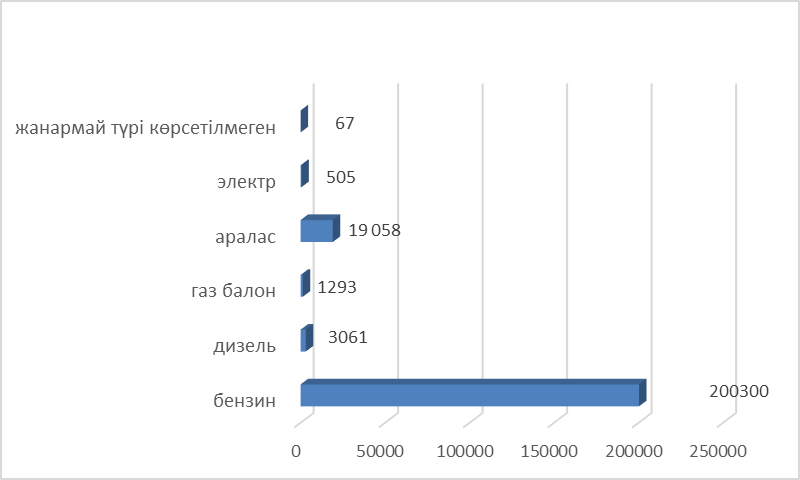 жанармай түрі көрсетілмеген 67
электр 505
аралас 19 058
газ балон 1293
дизель 3061
бензин 200300
0 50000 100000 150000 200000 250000